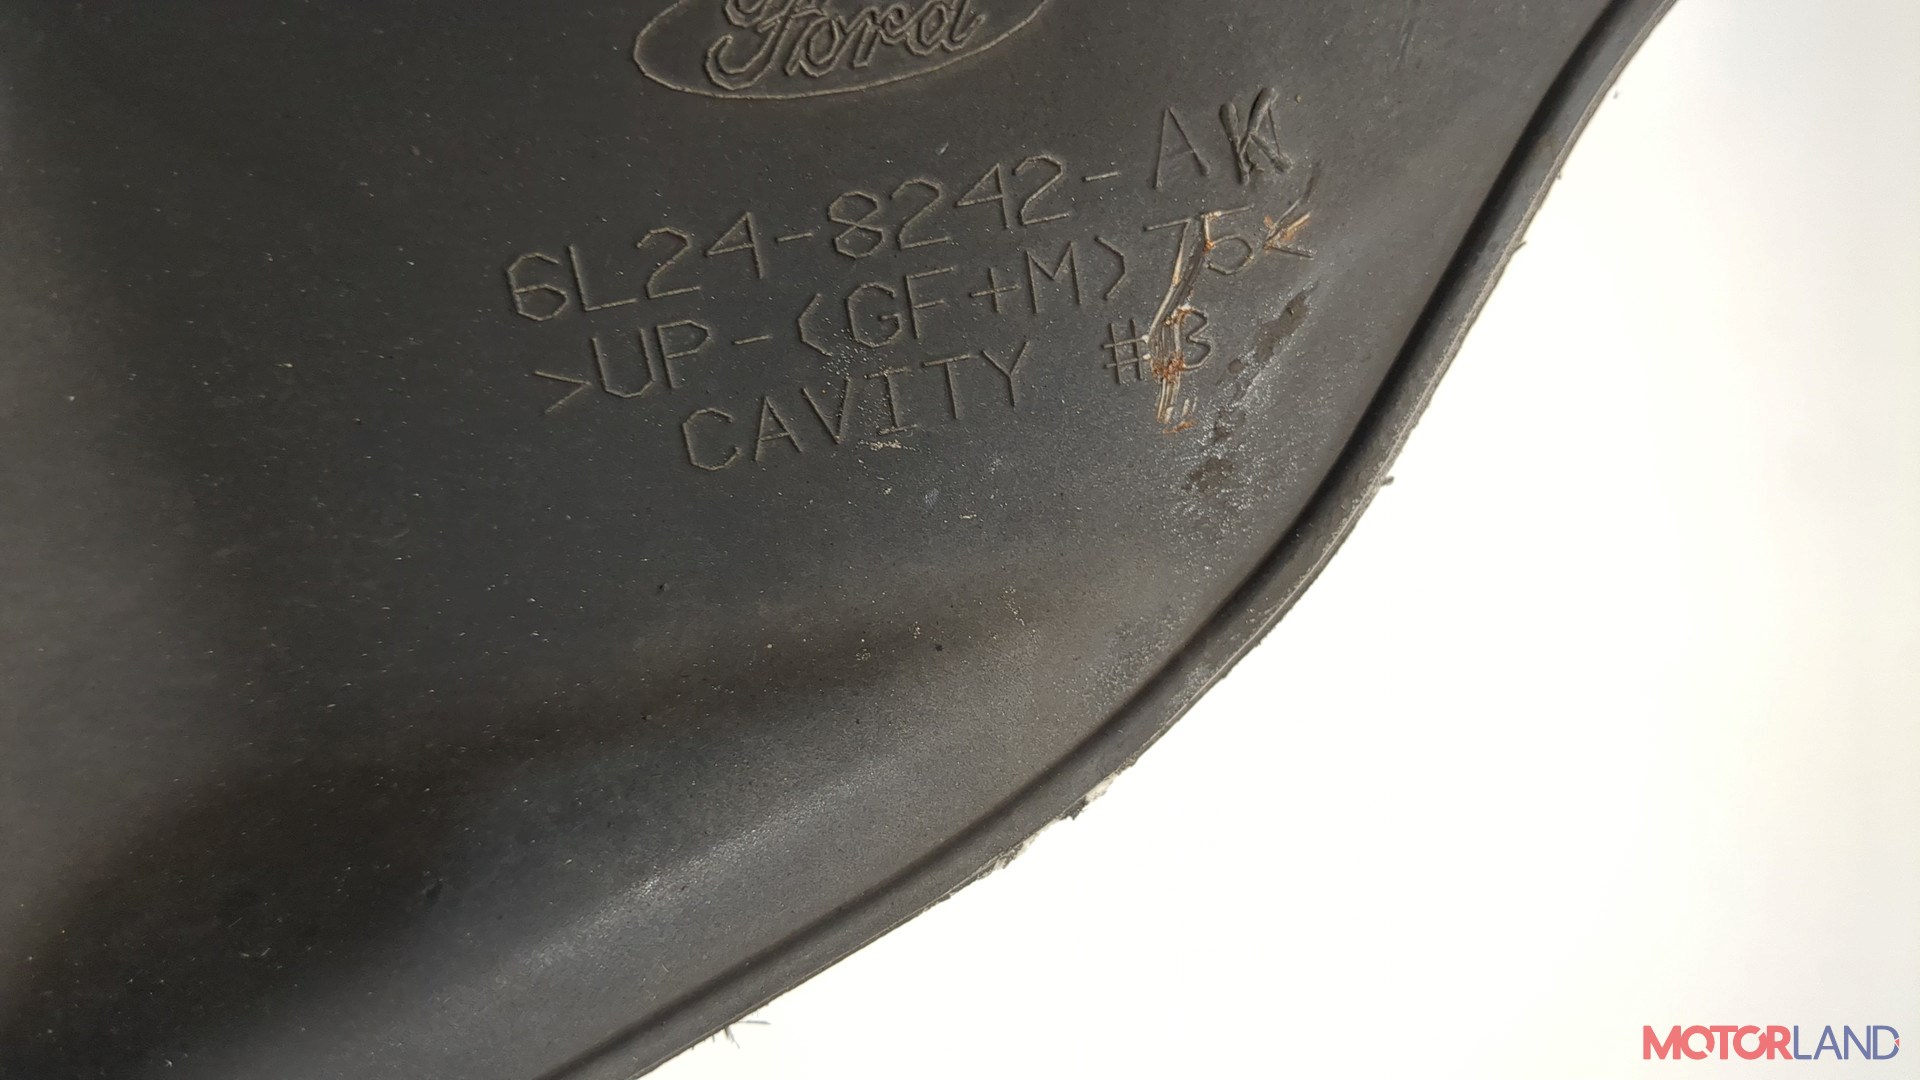 Ford
6L24-8242-AK
>UP-(GF+M)75<
CAVITY #3
MOTORLAND